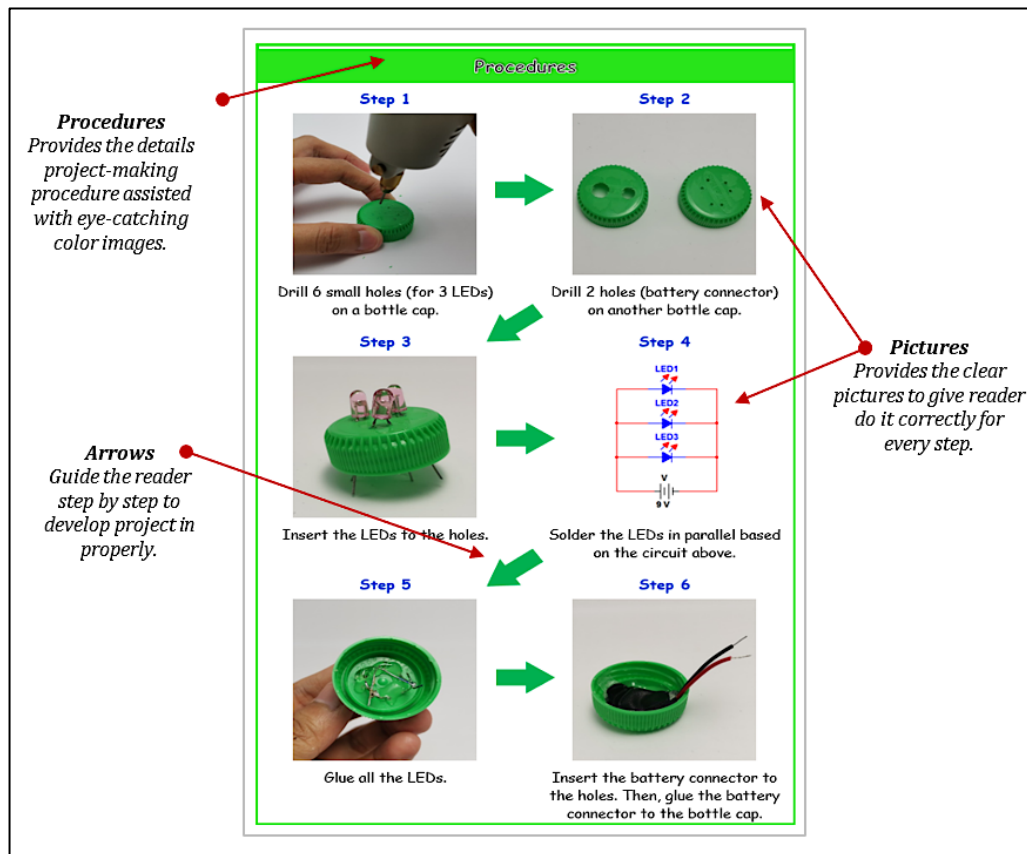 Procedures
Step 1
Step 2
Procedures
Provides the details
project-making
procedure assisted
with eye-catching
color images.
Drill 6 small holes (for 3 LEDs)
on a bottle cap.
Drill 2 holes (battery connector)
on another bottle cap.
Step 3
Step 4
Pictures
Provides the clear
pictures to give reader
do it correctly for
every step.
LED1
LED2
LED3
V
9 V
Arrows
Guide the reader
step by step to
develop project in
properly.
Insert the LEDs to the holes.
Solder the LEDs in parallel based
on the circuit above.
Step 5
Step 6
Glue all the LEDs.
Insert the battery connector to
the holes. Then, glue the battery
connector to the bottle cap.